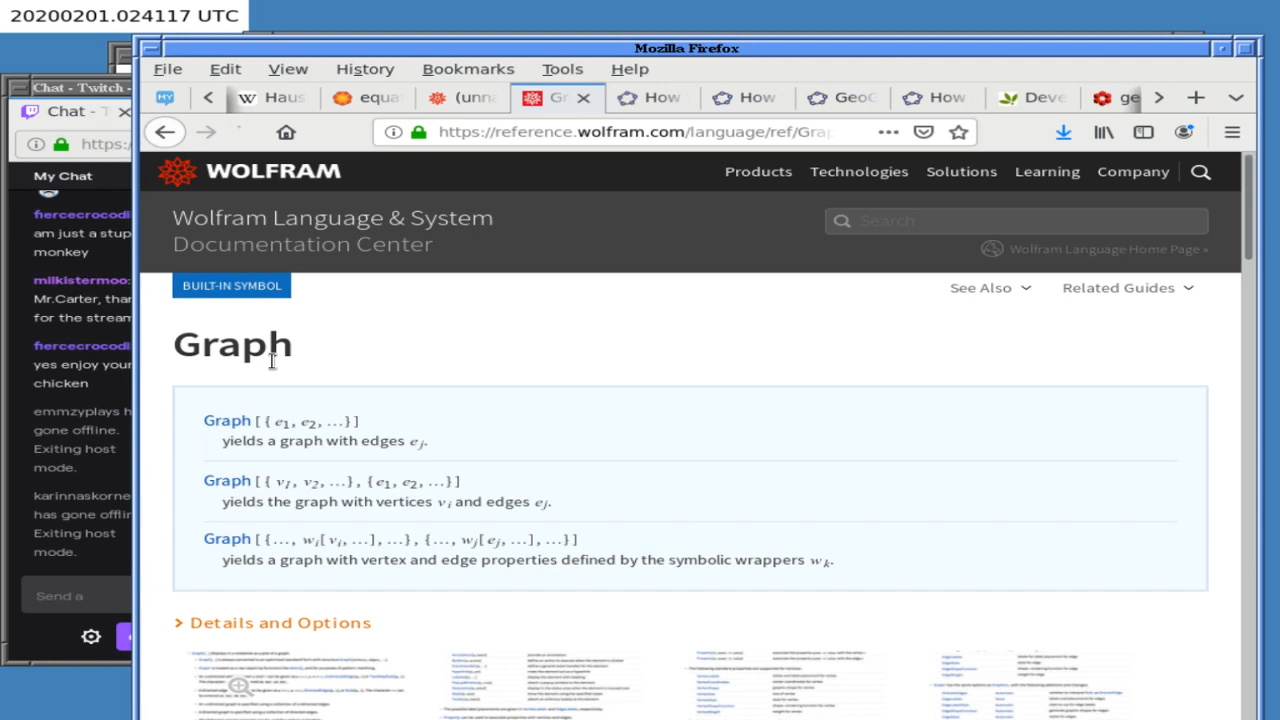 20200201.024117 UTC
Mozilla Firefox
File Edit View History Bookmarks Tools Help
Chat - Twitch -
MY Haus equa (unna Gr How How GeoG How Deve ge
Chat - T
https://reference.wolfram.com/language/ref/Grap
https:
My Chat
WOLFRAM
Products Technologies Solutions Learning Company
Wolfram Language & System
Documentation Center
Search
Wolfram Language Home Page »
BUILT-IN SYMBOL
See Also Related Guides
Graph
Graph[{e1, e2, …}]
yields a graph with edges ej.
Graph[{v1, v2, …}, {e1, e2, …}]
yields the graph with vertices vi and edges ej.
Graph[{…, wi[vi, …], …}, {…, wj[ej, …], …}]
yields a graph with vertex and edge properties defined by the symbolic wrappers wk.
> Details and Options
fiercecrocodi
am just a stup
monkey
milkistermoo:
Mr.Carter, than
for the stream
fiercecrocodi
yes enjoy your
chicken
emmzyplays h
gone offline.
Exiting host
mode.
karinnaskorne
has gone offlin
Exiting host
mode.
Send a